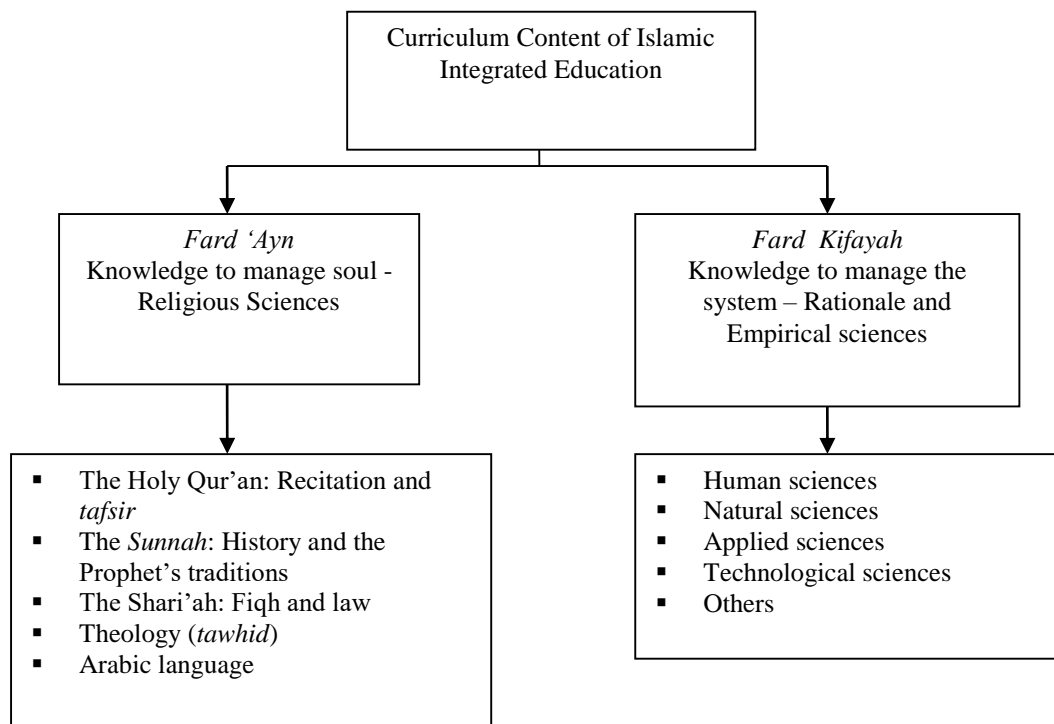 Curriculum Content of Islamic
Integrated Education
Fard ‘Ayn
Knowledge to manage soul -
Religious Sciences
Fard Kifayah
Knowledge to manage the
system – Rationale and
Empirical sciences
▪ The Holy Qur’an: Recitation and
tafsir
▪ The Sunnah: History and the
Prophet’s traditions
▪ The Shari’ah: Fiqh and law
▪ Theology (tawhid)
▪ Arabic language
▪ Human sciences
▪ Natural sciences
▪ Applied sciences
▪ Technological sciences
▪ Others